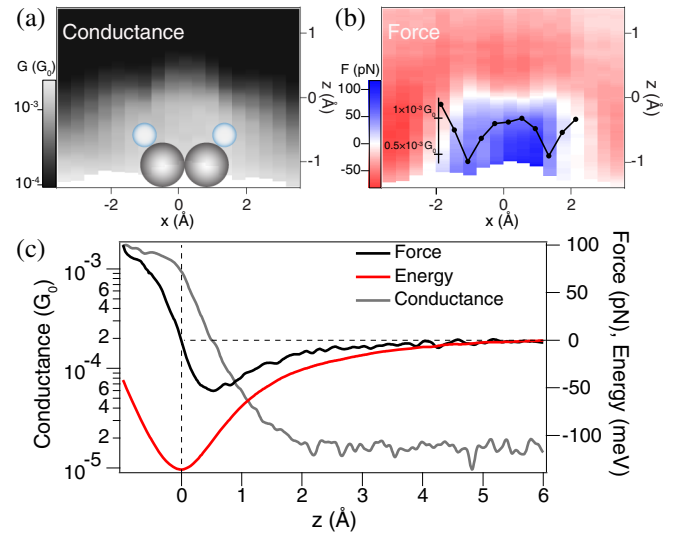 (a)
Conductance
G (G₀)
10⁻³
10⁻⁴
1
0
-1
z (Å)
-2
0
2
x (Å)
(b)
Force
F (pN)
100
50
0
-50
1×10⁻³ G₀
0.5×10⁻³ G₀
1
0
-1
z (Å)
-2
0
2
x (Å)
(c)
Force
Energy
Conductance
Conductance (G₀)
10⁻³
8
6
4
2
10⁻⁴
8
6
4
2
10⁻⁵
100
50
0
-50
-100
Force (pN), Energy (meV)
0
1
2
3
4
5
6
z (Å)